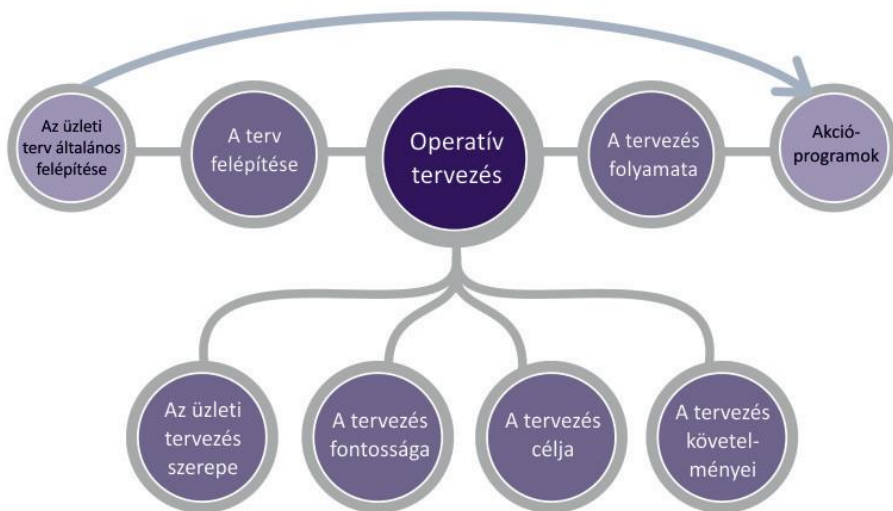 Az üzleti
terv általános
felépítése
A terv
felépítése
Operatív
tervezés
A tervezés
folyamata
Akció-
programok
Az üzleti
tervezés
szerepe
A tervezés
fontossága
A tervezés
célja
A tervezés
követel-
ményei